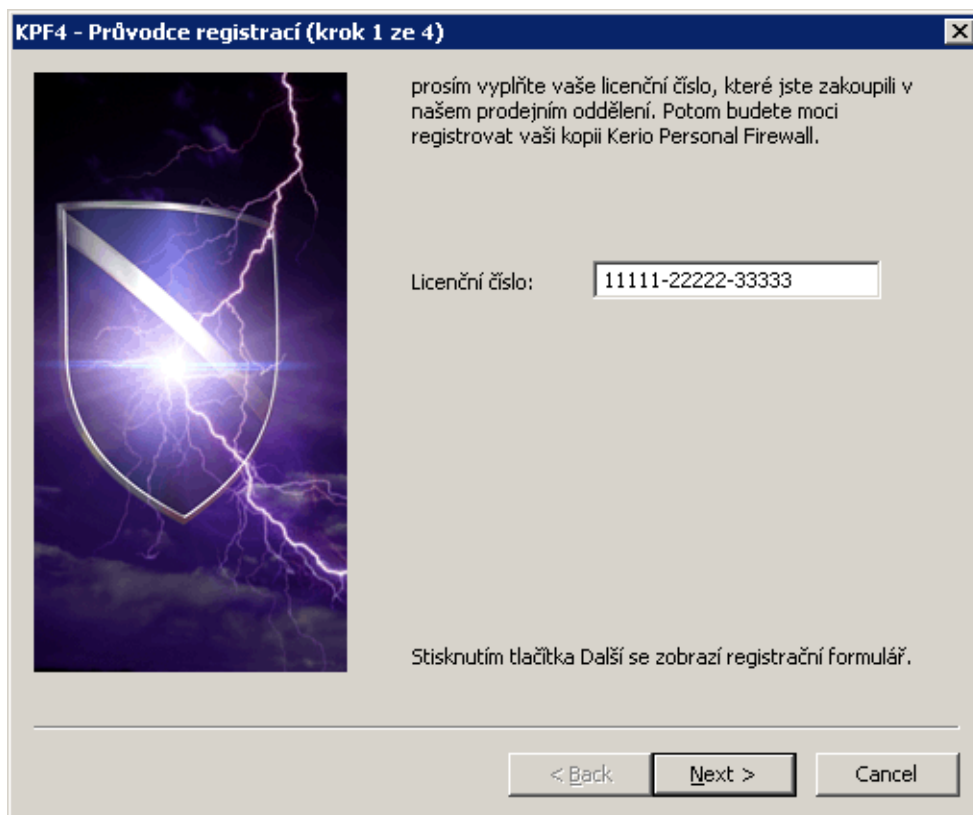 KPF4 - Průvodce registrací (krok 1 ze 4)
prosím vyplňte vaše licenční číslo, které jste zakoupili v
našem prodejním oddělení. Potom budete moci
registrovat vaši kopii Kerio Personal Firewall.
Licenční číslo:
11111-22222-33333
Stisknutím tlačítka Další se zobrazí registrační formulář.
< Back
Next >
Cancel